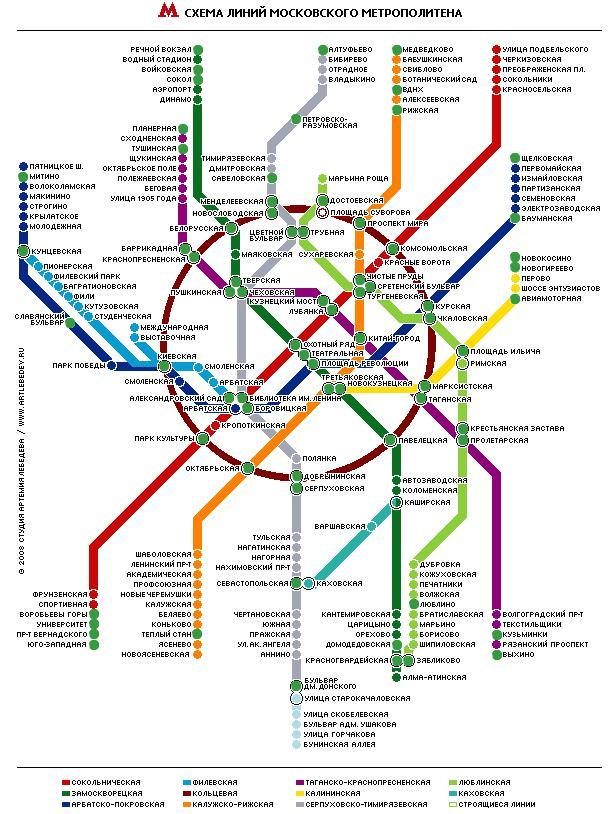 СХЕМА ЛИНИЙ МОСКОВСКОГО МЕТРОПОЛИТЕНА
РЕЧНОЙ ВОКЗАЛ
ВОДНЫЙ СТАДИОН
ВОЙКОВСКАЯ
СОКОЛ
АЭРОПОРТ
ДИНАМО
АЛТУФЬЕВО
БИБИРЕВО
ОТРАДНОЕ
ВЛАДЫКИНО
МЕДВЕДКОВО
БАБУШКИНСКАЯ
СВИБЛОВО
БОТАНИЧЕСКИЙ САД
ВДНХ
АЛЕКСЕЕВСКАЯ
РИЖСКАЯ
УЛИЦА ПОДБЕЛЬСКОГО
ЧЕРКИЗОВСКАЯ
ПРЕОБРАЖЕНСКАЯ ПЛ.
СОКОЛЬНИКИ
КРАСНОСЕЛЬСКАЯ
ПЕТРОВСКО-
РАЗУМОВСКАЯ
ПЛАНЕРНАЯ
СХОДНЕНСКАЯ
ТУШИНСКАЯ
ЩУКИНСКАЯ
ОКТЯБРЬСКОЕ ПОЛЕ
ПОЛЕЖАЕВСКАЯ
БЕГОВАЯ
УЛИЦА 1905 ГОДА
ТИМИРЯЗЕВСКАЯ
ДМИТРОВСКАЯ
САВЕЛОВСКАЯ
МАРЬИНА РОЩА
ПЯТНИЦКОЕ Ш.
МИТИНО
ВОЛОКОЛАМСКАЯ
МЯКИНИНО
СТРОГИНО
КРЫЛАТСКОЕ
МОЛОДЕЖНАЯ
ЩЕЛКОВСКАЯ
ПЕРВОМАЙСКАЯ
ИЗМАЙЛОВСКАЯ
ПАРТИЗАНСКАЯ
СЕМЕНОВСКАЯ
ЭЛЕКТРОЗАВОДСКАЯ
БАУМАНСКАЯ
МЕНДЕЛЕЕВСКАЯ
НОВОСЛОБОДСКАЯ
ДОСТОЕВСКАЯ
ПЛОЩАДЬ СУВОРОВА
ПРОСПЕКТ МИРА
БЕЛОРУССКАЯ
ЦВЕТНОЙ
БУЛЬВАР
ТРУБНАЯ
КУНЦЕВСКАЯ
БАРРИКАДНАЯ
КРАСНОПРЕСНЕНСКАЯ
МАЯКОВСКАЯ
СУХАРЕВСКАЯ
КОМСОМОЛЬСКАЯ
КРАСНЫЕ ВОРОТА
НОВОКОСИНО
НОВОГИРЕЕВО
ПЕРОВО
ШОССЕ ЭНТУЗИАСТОВ
АВИАМОТОРНАЯ
ПИОНЕРСКАЯ
ФИЛЕВСКИЙ ПАРК
БАГРАТИОНОВСКАЯ
ФИЛИ
КУТУЗОВСКАЯ
СТУДЕНЧЕСКАЯ
ТВЕРСКАЯ
ПУШКИНСКАЯ
ЧЕХОВСКАЯ
КУЗНЕЦКИЙ МОСТ
ЛУБЯНКА
ЧИСТЫЕ ПРУДЫ
СРЕТЕНСКИЙ БУЛЬВАР
ТУРГЕНЕВСКАЯ
КУРСКАЯ
ЧКАЛОВСКАЯ
СЛАВЯНСКИЙ
БУЛЬВАР
МЕЖДУНАРОДНАЯ
ВЫСТАВОЧНАЯ
КИЕВСКАЯ
ПАРК ПОБЕДЫ
ОХОТНЫЙ РЯД
ТЕАТРАЛЬНАЯ
ПЛОЩАДЬ РЕВОЛЮЦИИ
КИТАЙ-ГОРОД
ПЛОЩАДЬ ИЛЬИЧА
РИМСКАЯ
СМОЛЕНСКАЯ
СМОЛЕНСКАЯ
АРБАТСКАЯ
АЛЕКСАНДРОВСКИЙ САД
БИБЛИОТЕКА ИМ. ЛЕНИНА
АРБАТСКАЯ
БОРОВИЦКАЯ
ТРЕТЬЯКОВСКАЯ
НОВОКУЗНЕЦКАЯ
МАРКСИСТСКАЯ
ТАГАНСКАЯ
КРОПОТКИНСКАЯ
ПАРК КУЛЬТУРЫ
ОКТЯБРЬСКАЯ
ПОЛЯНКА
ДОБРЫНИНСКАЯ
СЕРПУХОВСКАЯ
ПАВЕЛЕЦКАЯ
КРЕСТЬЯНСКАЯ ЗАСТАВА
ПРОЛЕТАРСКАЯ
АВТОЗАВОДСКАЯ
КОЛОМЕНСКАЯ
КАШИРСКАЯ
ВАРШАВСКАЯ
КАХОВСКАЯ
ТУЛЬСКАЯ
НАГАТИНСКАЯ
НАГОРНАЯ
НАХИМОВСКИЙ ПР-Т
СЕВАСТОПОЛЬСКАЯ
ШАБОЛОВСКАЯ
ЛЕНИНСКИЙ ПР-Т
АКАДЕМИЧЕСКАЯ
ПРОФСОЮЗНАЯ
НОВЫЕ ЧЕРЕМУШКИ
КАЛУЖСКАЯ
БЕЛЯЕВО
КОНЬКОВО
ТЕПЛЫЙ СТАН
ЯСЕНЕВО
НОВОЯСЕНЕВСКАЯ
ФРУНЗЕНСКАЯ
СПОРТИВНАЯ
ВОРОБЬЕВЫ ГОРЫ
УНИВЕРСИТЕТ
ПР-Т ВЕРНАДСКОГО
ЮГО-ЗАПАДНАЯ
ДУБРОВКА
КОЖУХОВСКАЯ
ПЕЧАТНИКИ
ВОЛЖСКАЯ
ЛЮБЛИНО
БРАТИСЛАВСКАЯ
МАРЬИНО
БОРИСОВО
ШИПИЛОВСКАЯ
ЗЯБЛИКОВО
ЧЕРТАНОВСКАЯ
ЮЖНАЯ
ПРАЖСКАЯ
УЛ. АК. ЯНГЕЛЯ
АННИНО
БУЛЬВАР
ДМ. ДОНСКОГО
УЛИЦА СТАРОКАЧАЛОВСКАЯ
УЛИЦА СКОБЕЛЕВСКАЯ
БУЛЬВАР АДМ. УШАКОВА
УЛИЦА ГОРЧАКОВА
БУНИНСКАЯ АЛЛЕЯ
КАНТЕМИРОВСКАЯ
ЦАРИЦЫНО
ОРЕХОВО
ДОМОДЕДОВСКАЯ
КРАСНОГВАРДЕЙСКАЯ
АЛМА-АТИНСКАЯ
ВОЛГОГРАДСКИЙ ПР-Т
ТЕКСТИЛЬЩИКИ
КУЗЬМИНКИ
РЯЗАНСКИЙ ПРОСПЕКТ
ВЫХИНО
© 2008 СТУДИЯ АРТЕМИЯ ЛЕБЕДЕВА / WWW.ARTLEBEDEV.RU
СОКОЛЬНИЧЕСКАЯ
ЗАМОСКВОРЕЦКАЯ
АРБАТСКО-ПОКРОВСКАЯ
ФИЛЕВСКАЯ
КОЛЬЦЕВАЯ
КАЛУЖСКО-РИЖСКАЯ
ТАГАНСКО-КРАСНОПРЕСНЕНСКАЯ
КАЛИНИНСКАЯ
СЕРПУХОВСКО-ТИМИРЯЗЕВСКАЯ
ЛЮБЛИНСКАЯ
КАХОВСКАЯ
СТРОЯЩИЕСЯ ЛИНИИ